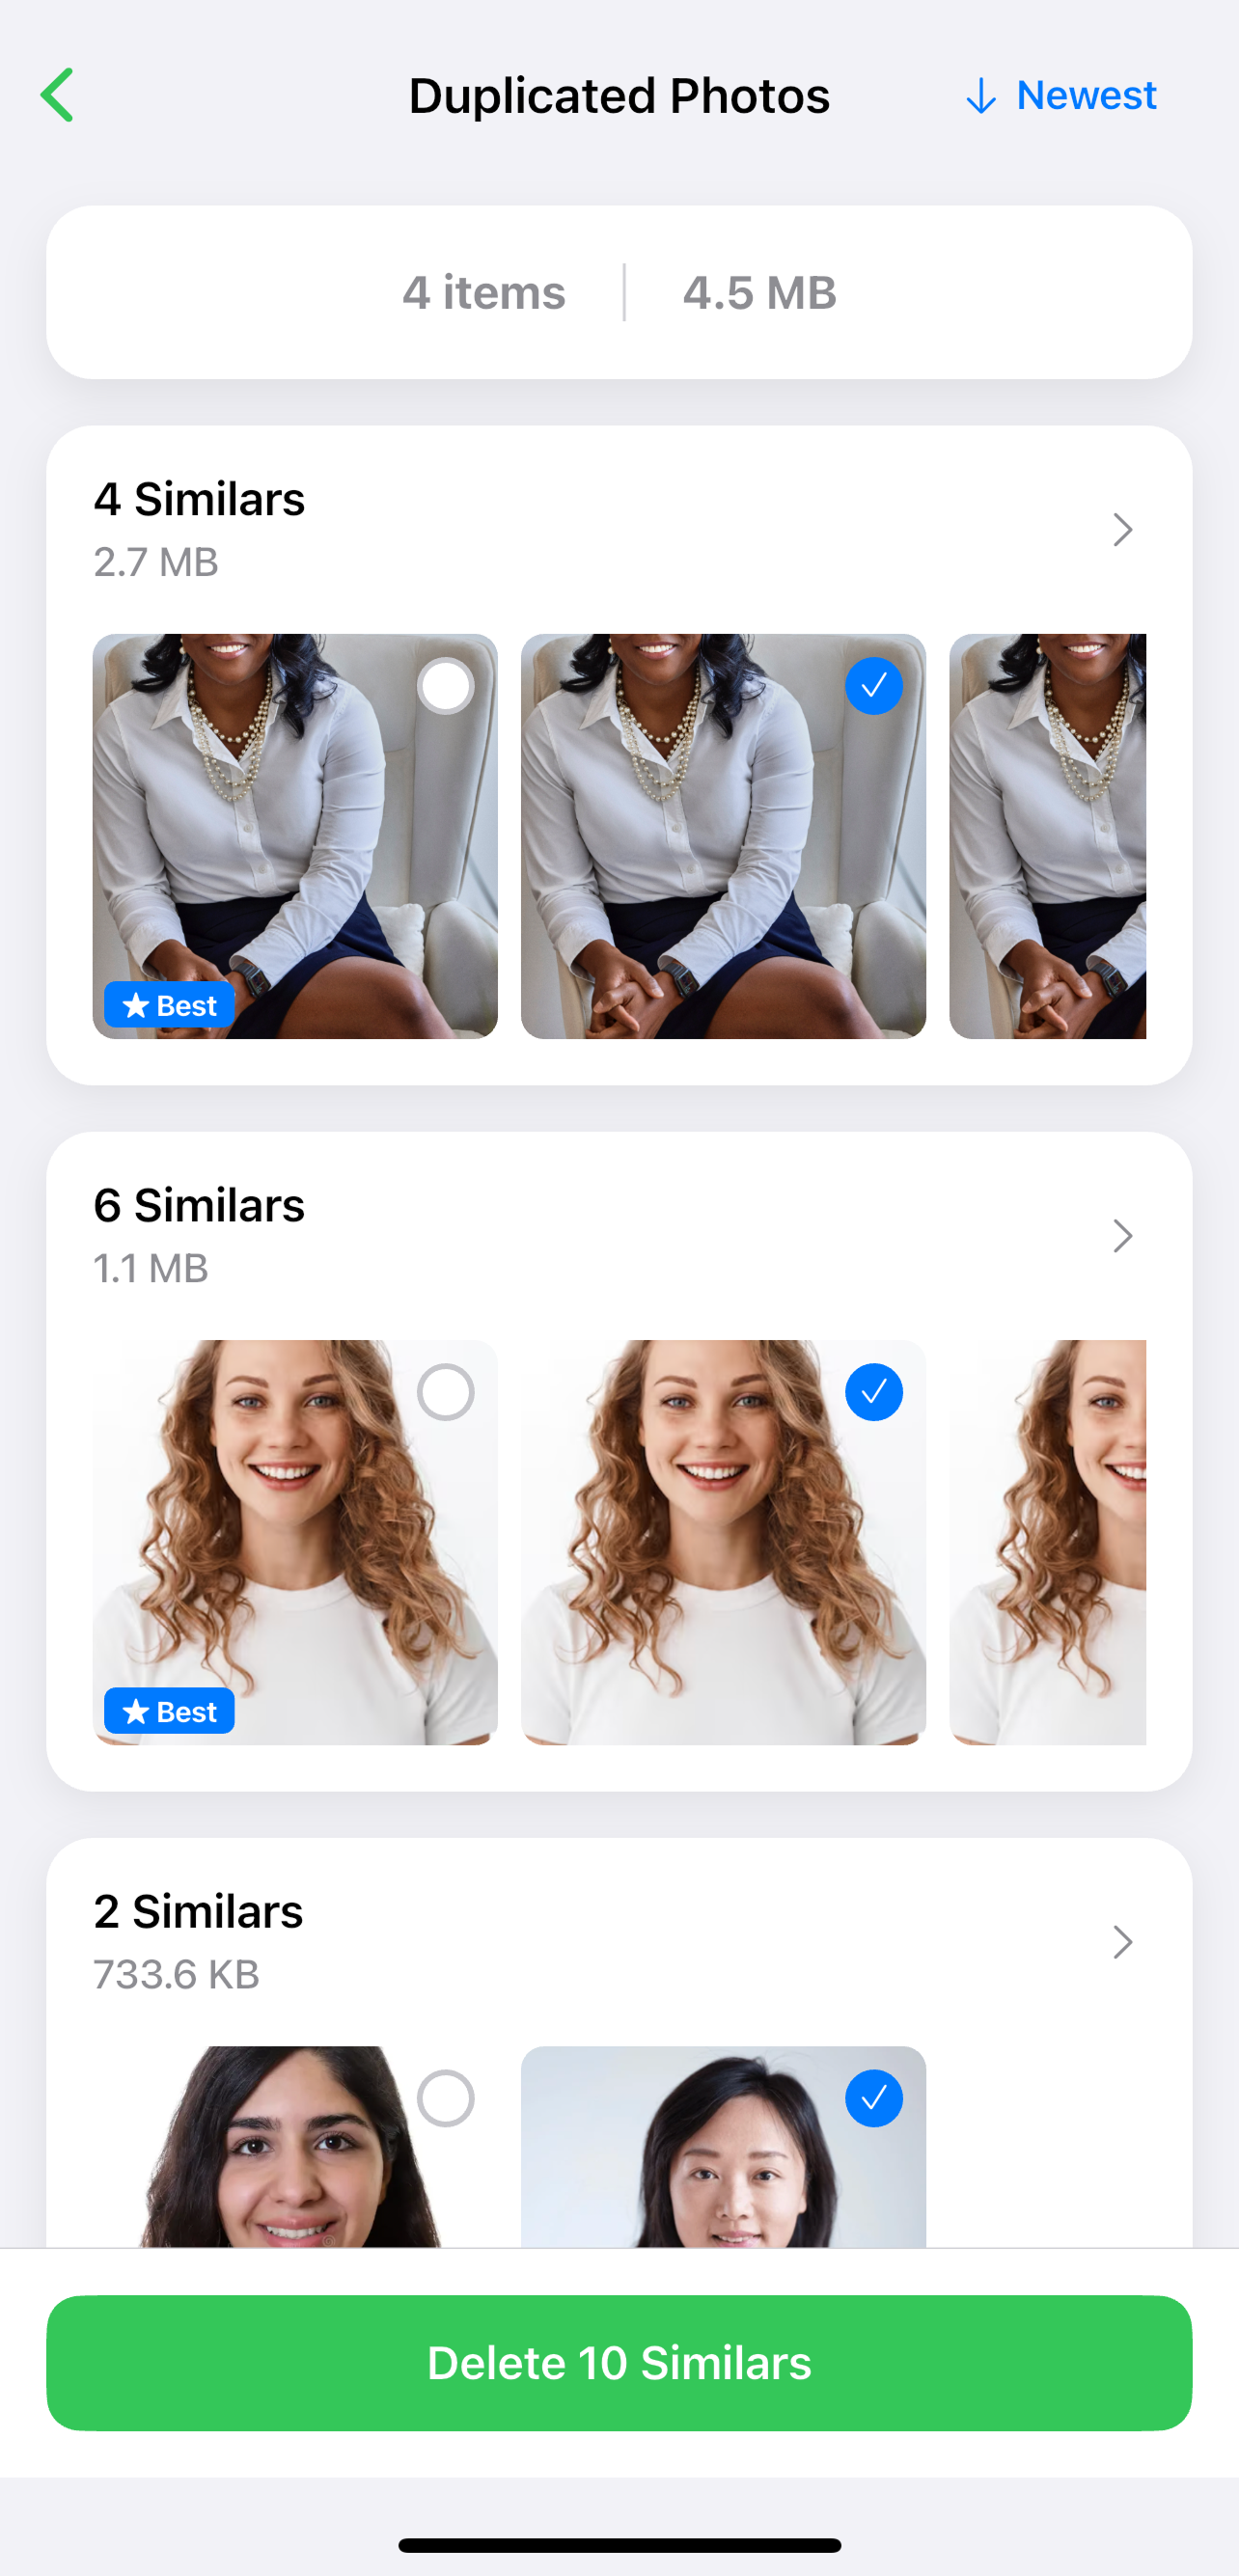 Duplicated Photos
↓ Newest
4 items | 4.5 MB
4 Similars
2.7 MB
★ Best
6 Similars
1.1 MB
★ Best
2 Similars
733.6 KB
Delete 10 Similars